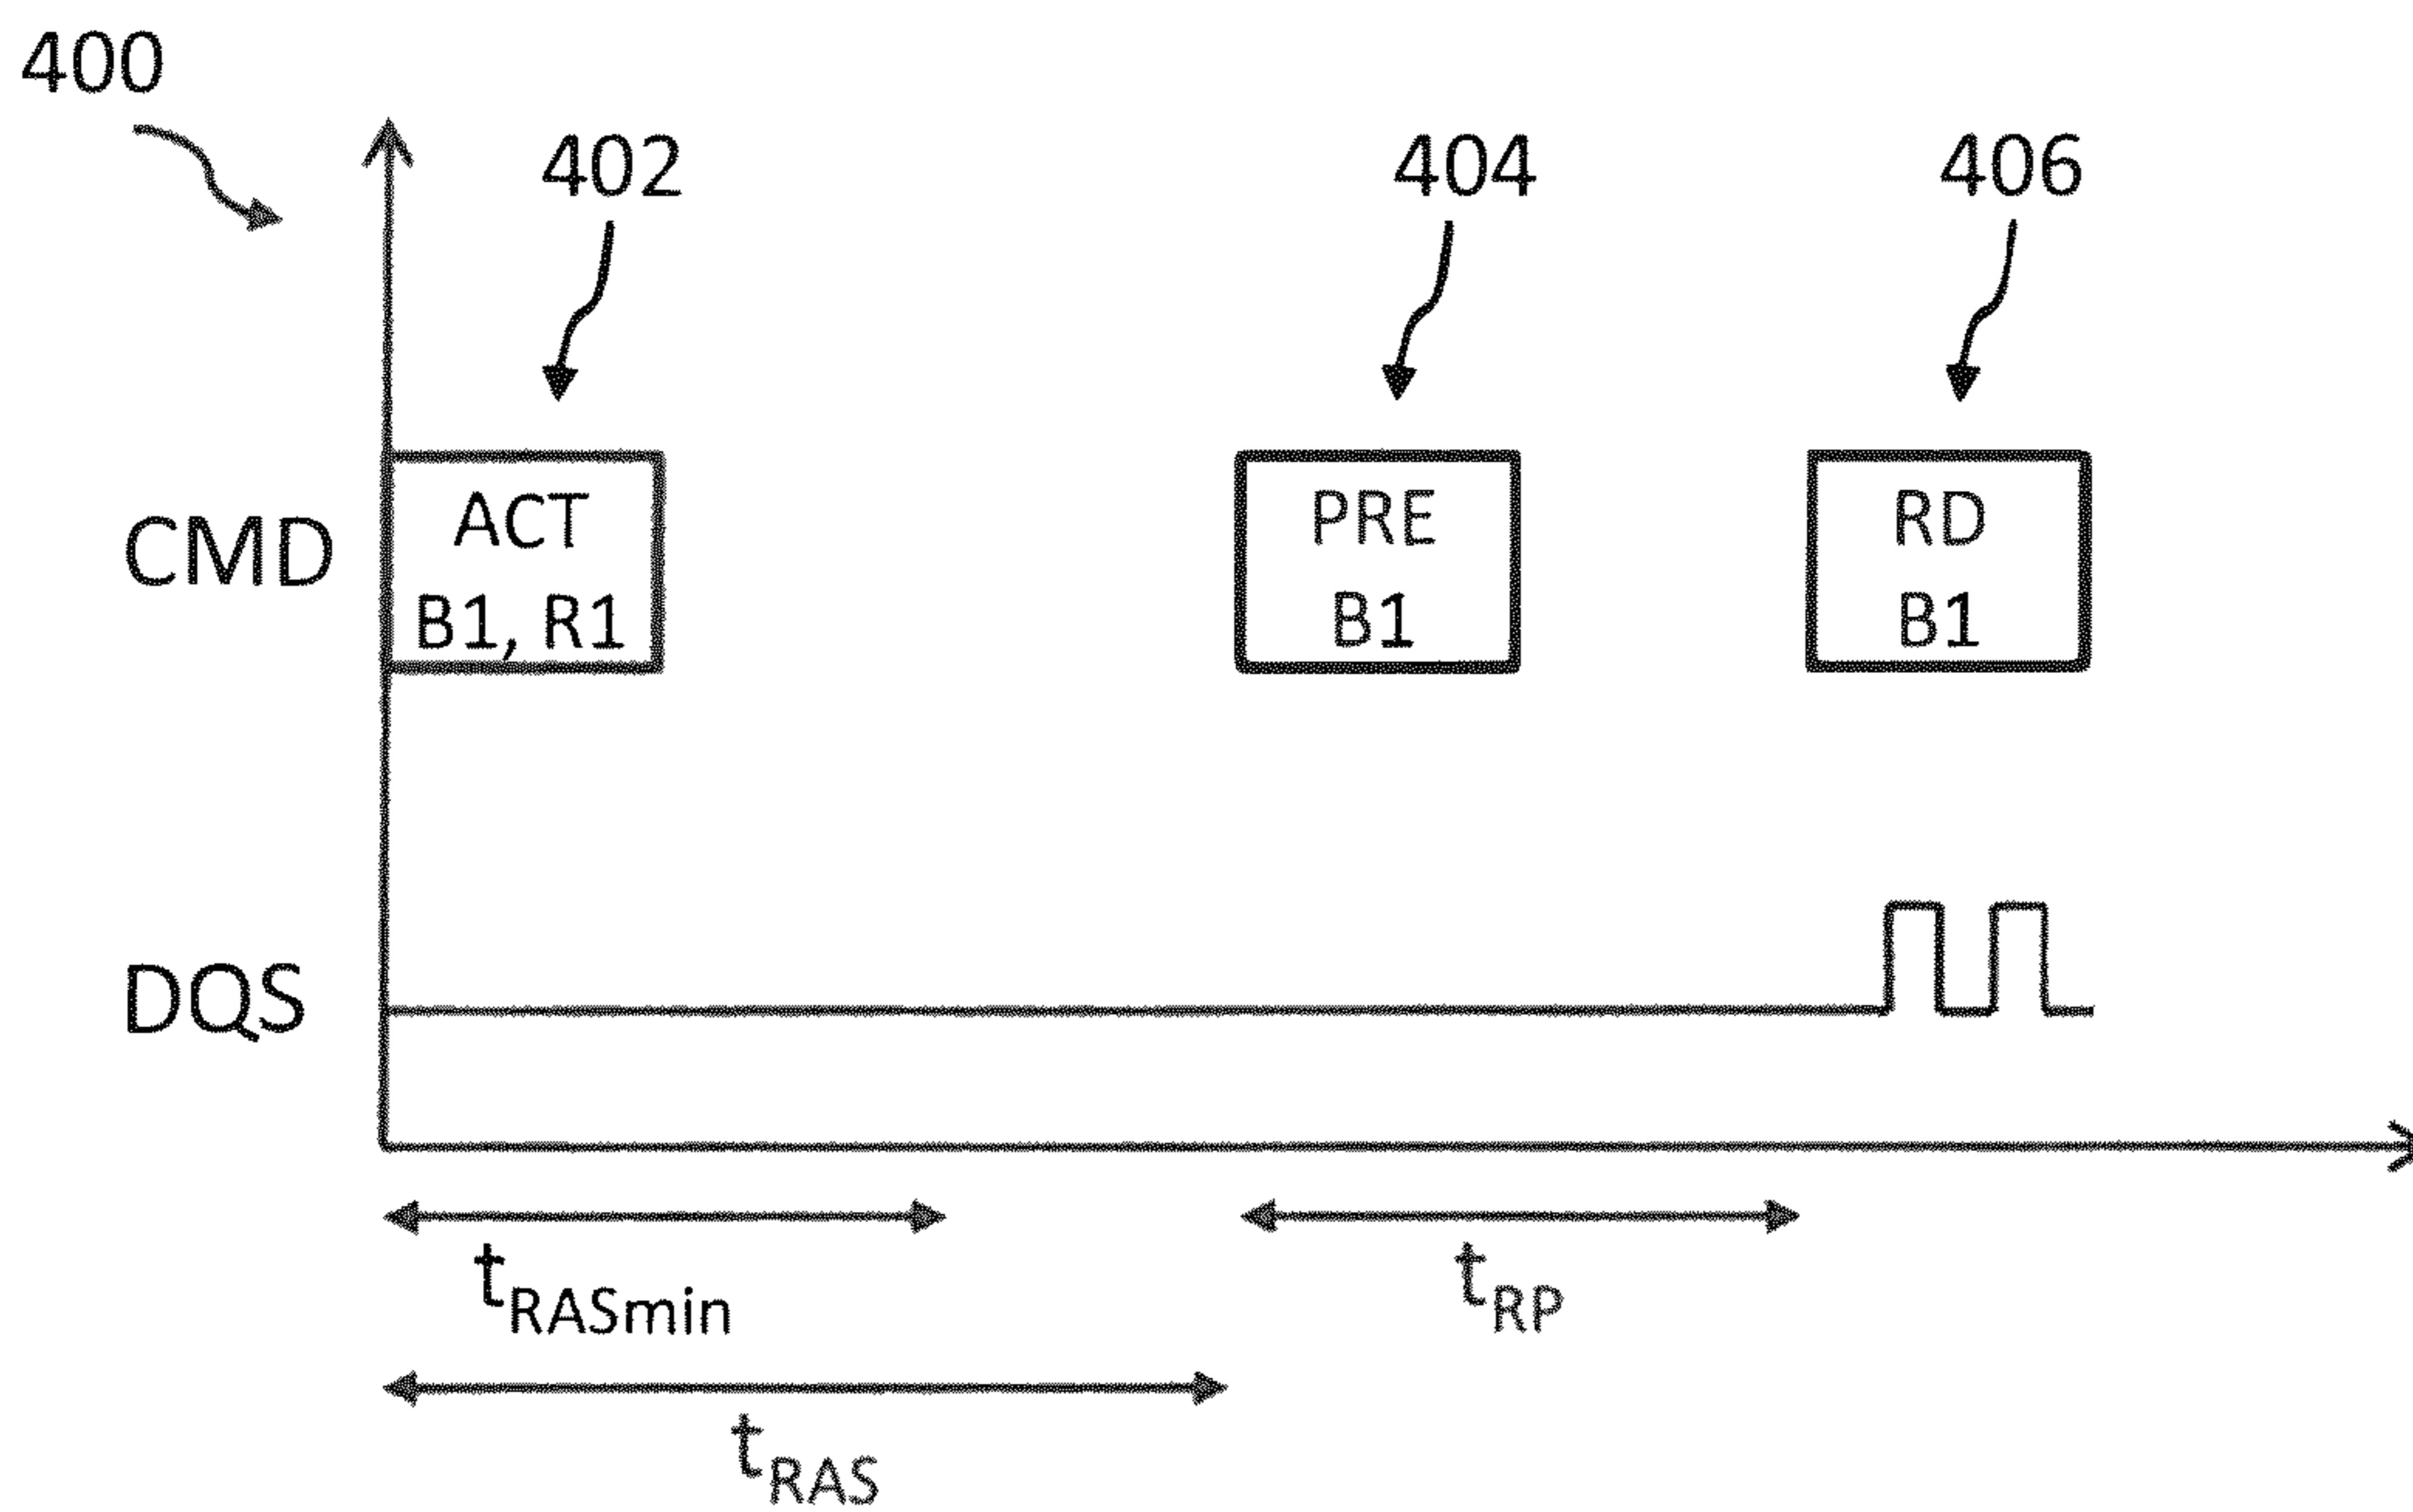 400
402
404
406
CMD
ACT
B1, R1
PRE
B1
RD
B1
DQS
tRASmin
tRP
tRAS